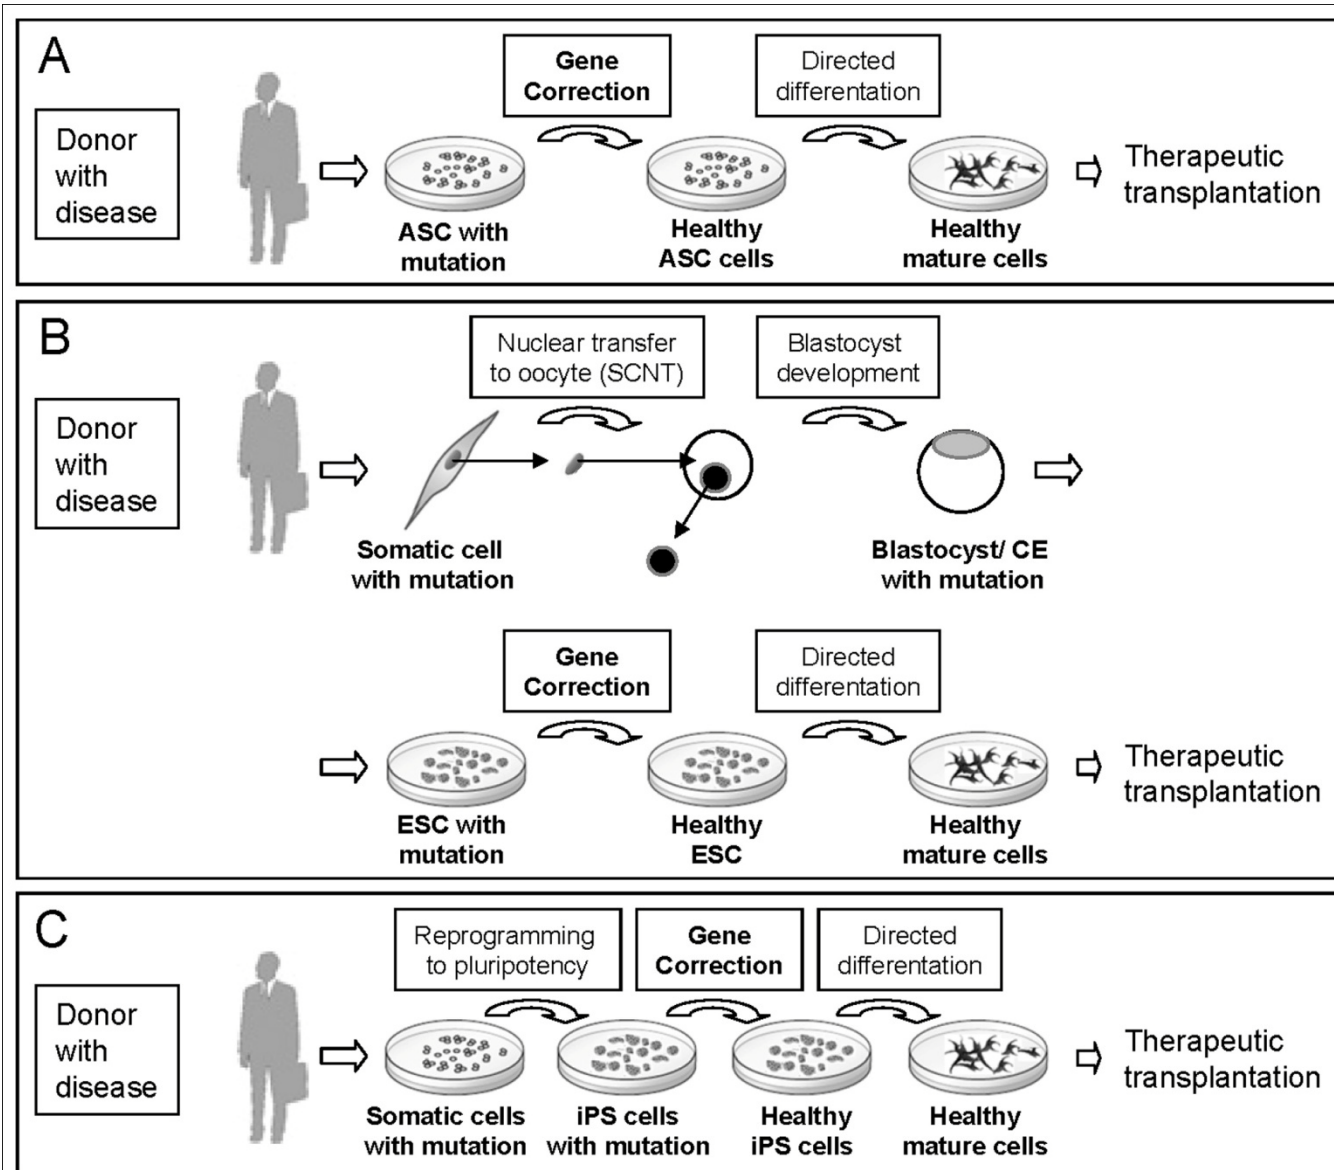 A
Donor
with
disease
Gene
Correction
Directed
differentation
ASC with
mutation
Healthy
ASC cells
Healthy
mature cells
Therapeutic
transplantation
B
Donor
with
disease
Nuclear transfer
to oocyte (SCNT)
Blastocyst
development
Somatic cell
with mutation
Blastocyst/ CE
with mutation
Gene
Correction
Directed
differentation
ESC with
mutation
Healthy
ESC
Healthy
mature cells
Therapeutic
transplantation
C
Donor
with
disease
Reprogramming
to pluripotency
Gene
Correction
Directed
differentation
Somatic cells
with mutation
iPS cells
with mutation
Healthy
iPS cells
Healthy
mature cells
Therapeutic
transplantation